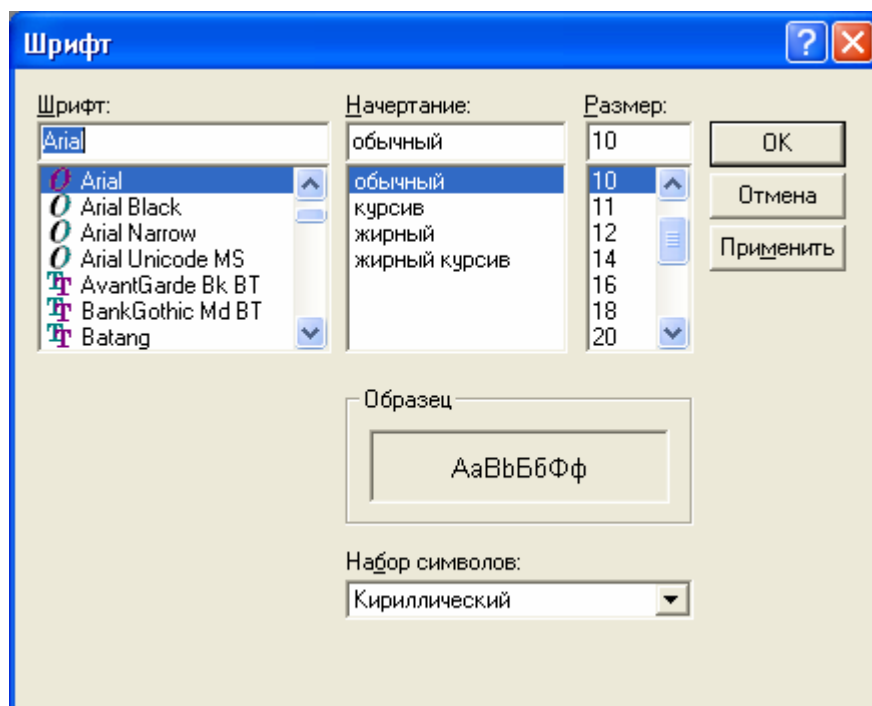 Шрифт
Шрифт:
Arial
Arial
Arial Black
Arial Narrow
Arial Unicode MS
AvantGarde Bk BT
BankGothic Md BT
Batang
Начертание:
обычный
обычный
курсив
жирный
жирный курсив
Размер:
10
10
11
12
14
16
18
20
OK
Отмена
Применить
Образец
АаBbБбФф
Набор символов:
Кириллический